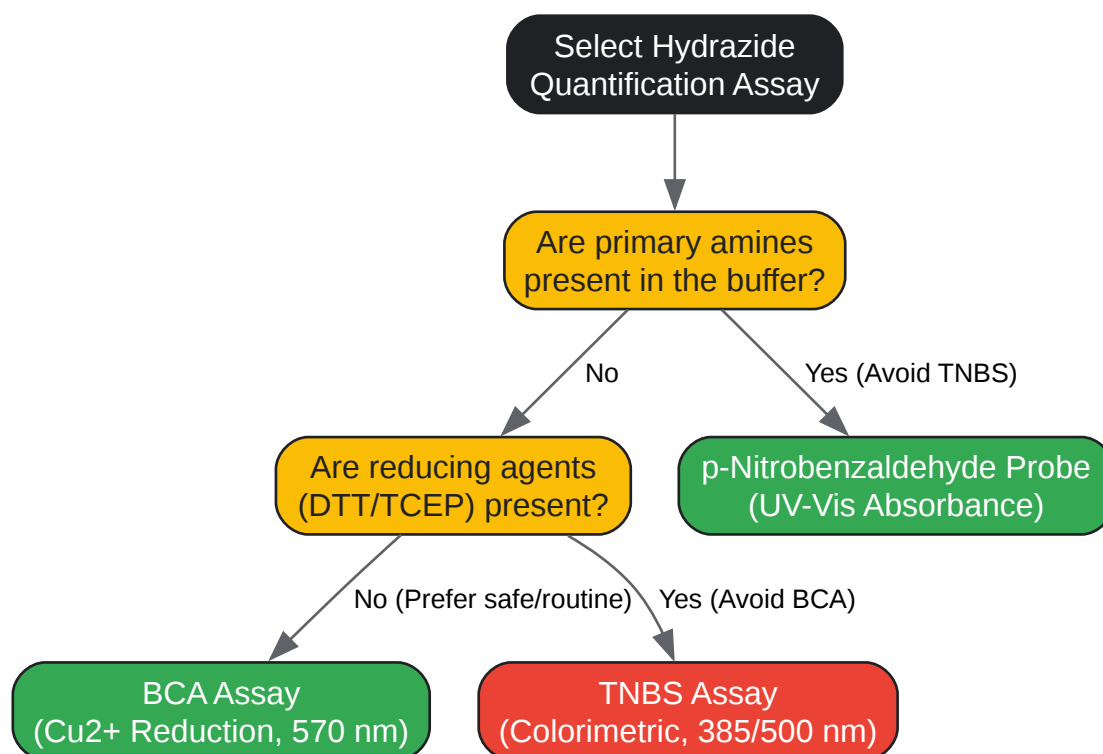 Select Hydrazide
Quantification Assay
Are primary amines
present in the buffer?
No
Yes (Avoid TNBS)
Are reducing agents
(DTT/TCEP) present?
p-Nitrobenzaldehyde Probe
(UV-Vis Absorbance)
No (Prefer safe/routine)
Yes (Avoid BCA)
BCA Assay
(Cu2+ Reduction, 570 nm)
TNBS Assay
(Colorimetric, 385/500 nm)